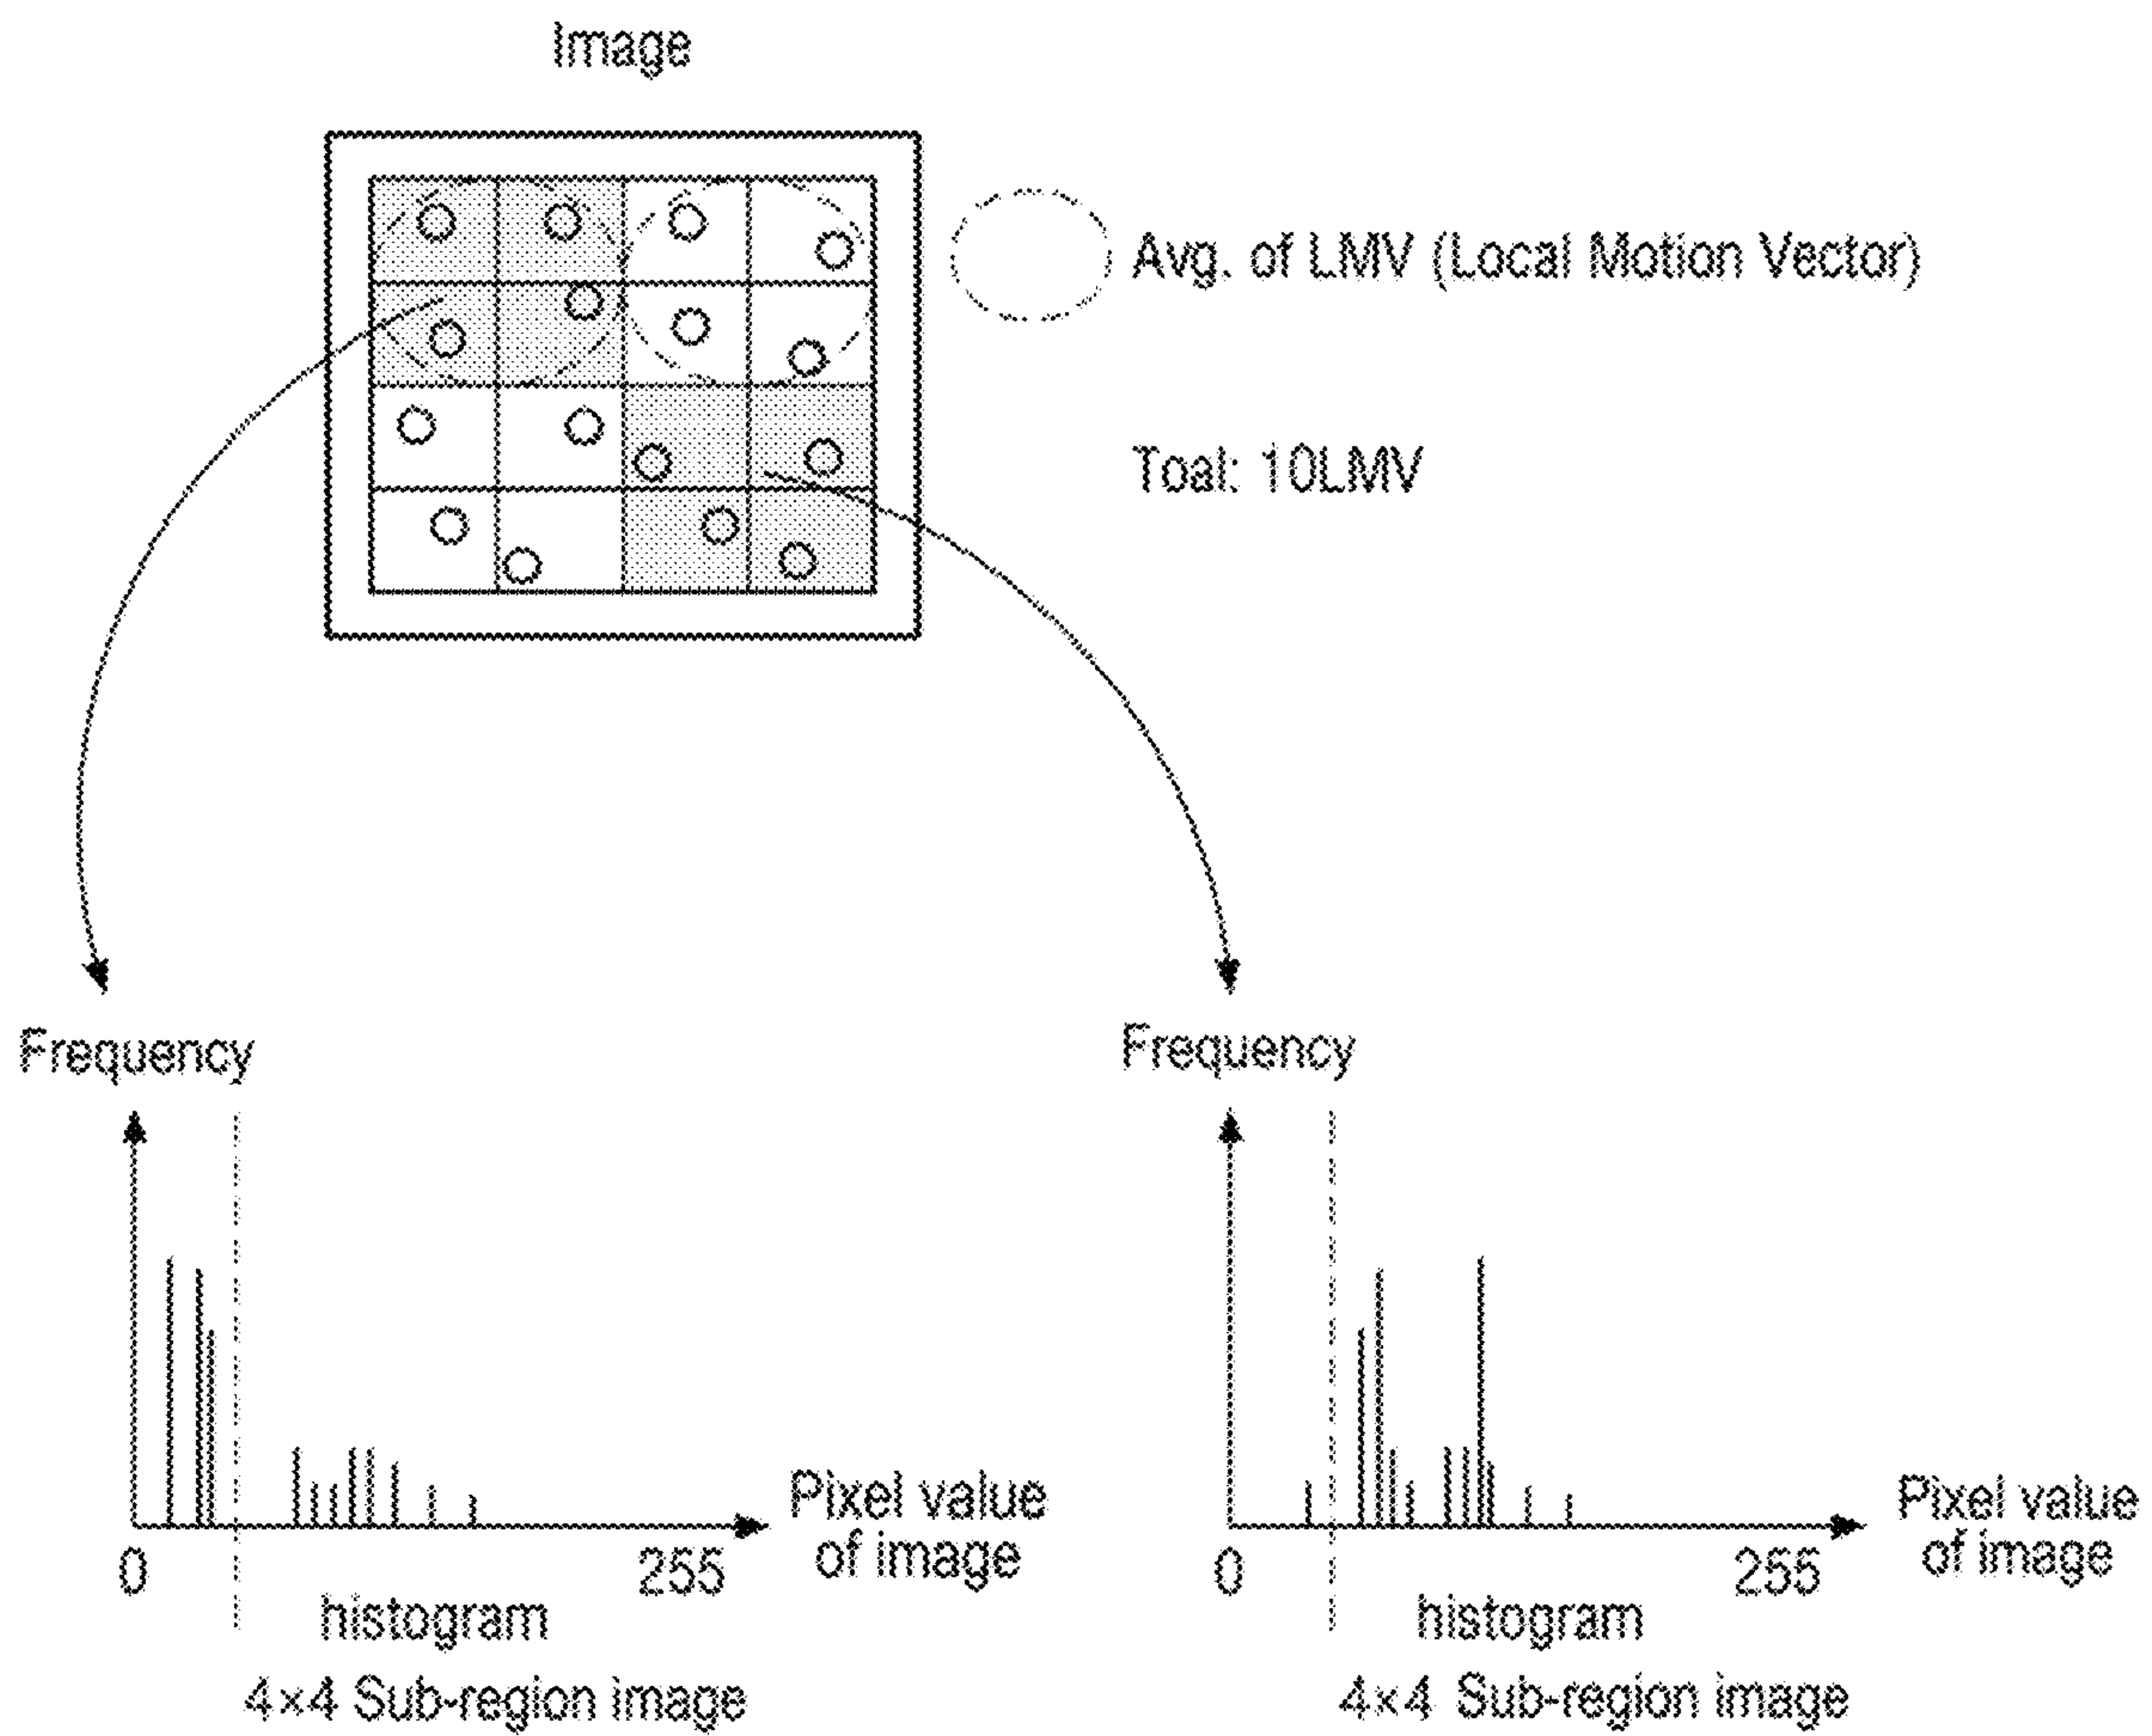 Image
Avg. of LMV (Local Motion Vector)
Toal: 10LMV
Frequency
0
255
Pixel value
of image
histogram
4×4 Sub-region image
Frequency
0
255
Pixel value
of image
histogram
4×4 Sub-region image